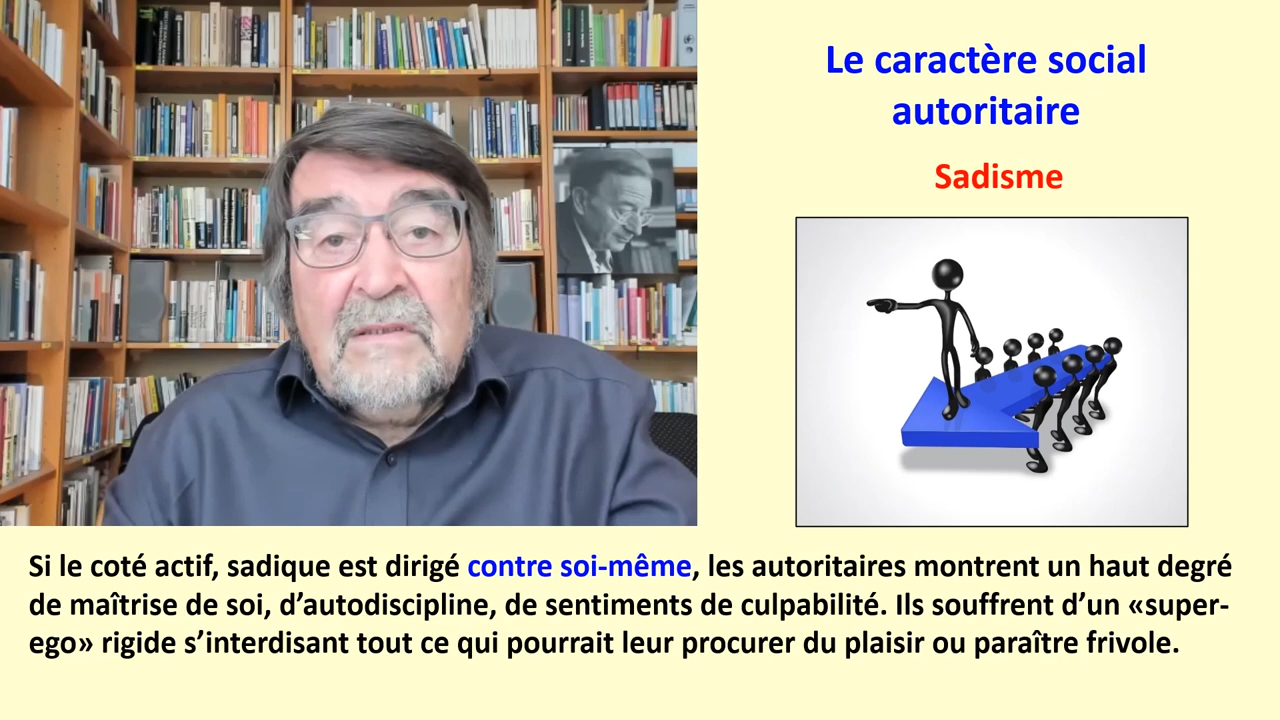 Le caractère social
autoritaire
Sadisme
Si le coté actif, sadique est dirigé contre soi-même, les autoritaires montrent un haut degré
de maîtrise de soi, d’autodiscipline, de sentiments de culpabilité. Ils souffrent d’un «super-
ego» rigide s’interdisant tout ce qui pourrait leur procurer du plaisir ou paraître frivole.